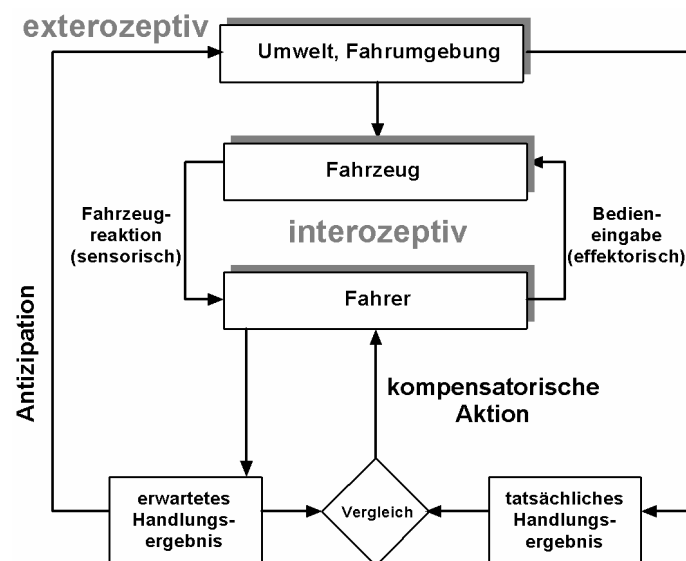 exterozeptiv
Umwelt, Fahrumgebung
Fahrzeug
Fahrzeug-
reaktion
(sensorisch)
interozeptiv
Bedien-
eingabe
(effektorisch)
Fahrer
Antizipation
kompensatorische
Aktion
erwartetes
Handlungs-
ergebnis
Vergleich
tatsächliches
Handlungs-
ergebnis